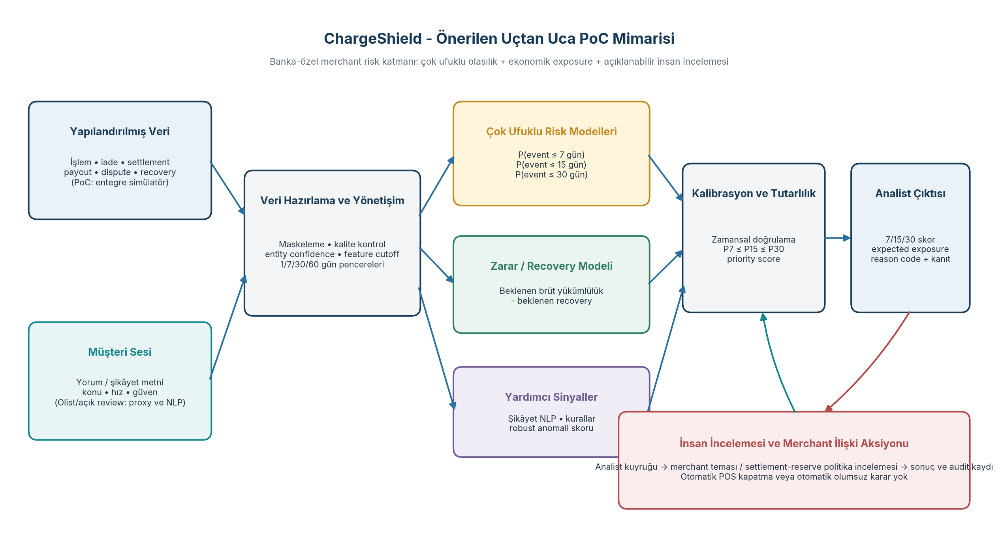 ChargeShield - Önerilen Uçtan Uca PoC Mimarisi
Banka-özel merchant risk katmanı: çok ufuklu olasılık + ekonomik exposure + açıklanabilir insan incelemesi
Yapılandırılmış Veri
İşlem • iade • settlement
payout • dispute • recovery
(PoC: entegre simülatör)
Müşteri Sesi
Yorum / şikâyet metni
konu • hız • güven
(Olist/açık review: proxy ve NLP)
Veri Hazırlama ve Yönetişim
Maskeleme • kalite kontrol
entity confidence • feature cutoff
1/7/30/60 gün pencereleri
Çok Ufuklu Risk Modelleri
P(event ≤ 7 gün)
P(event ≤ 15 gün)
P(event ≤ 30 gün)
Zarar / Recovery Modeli
Beklenen brüt yükümlülük
- beklenen recovery
Yardımcı Sinyaller
Şikâyet NLP • kurallar
robust anomali skoru
Kalibrasyon ve Tutarlılık
Zamansal doğrulama
P7 ≤ P15 ≤ P30
priority score
Analist Çıktısı
7/15/30 skor
expected exposure
reason code + kanıt
İnsan İncelemesi ve Merchant İlişki Aksiyonu
Analist kuyruğu → merchant teması / settlement-reserve politika incelemesi → sonuç ve audit kaydı
Otomatik POS kapatma veya otomatik olumsuz karar yok